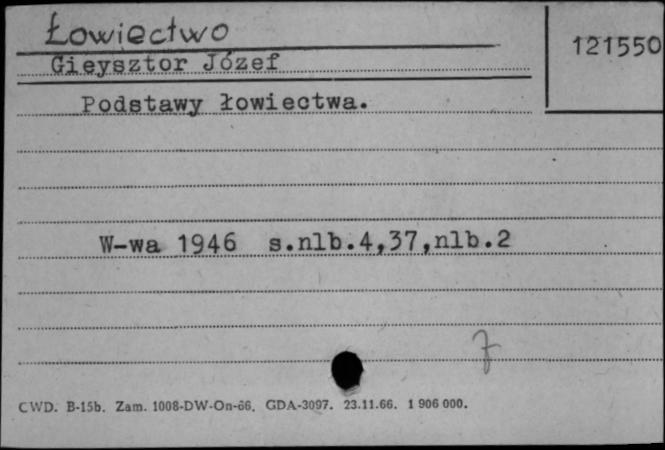 Łowiectwo
121550
Gieysztor Józef
Podstawy łowiectwa.
W-wa 1946 s.nlb.4,37,nlb.2
CWD. B-15b. Zam. 1008-DW-On-66. GDA-3097. 23.11.66. 1 906 000.